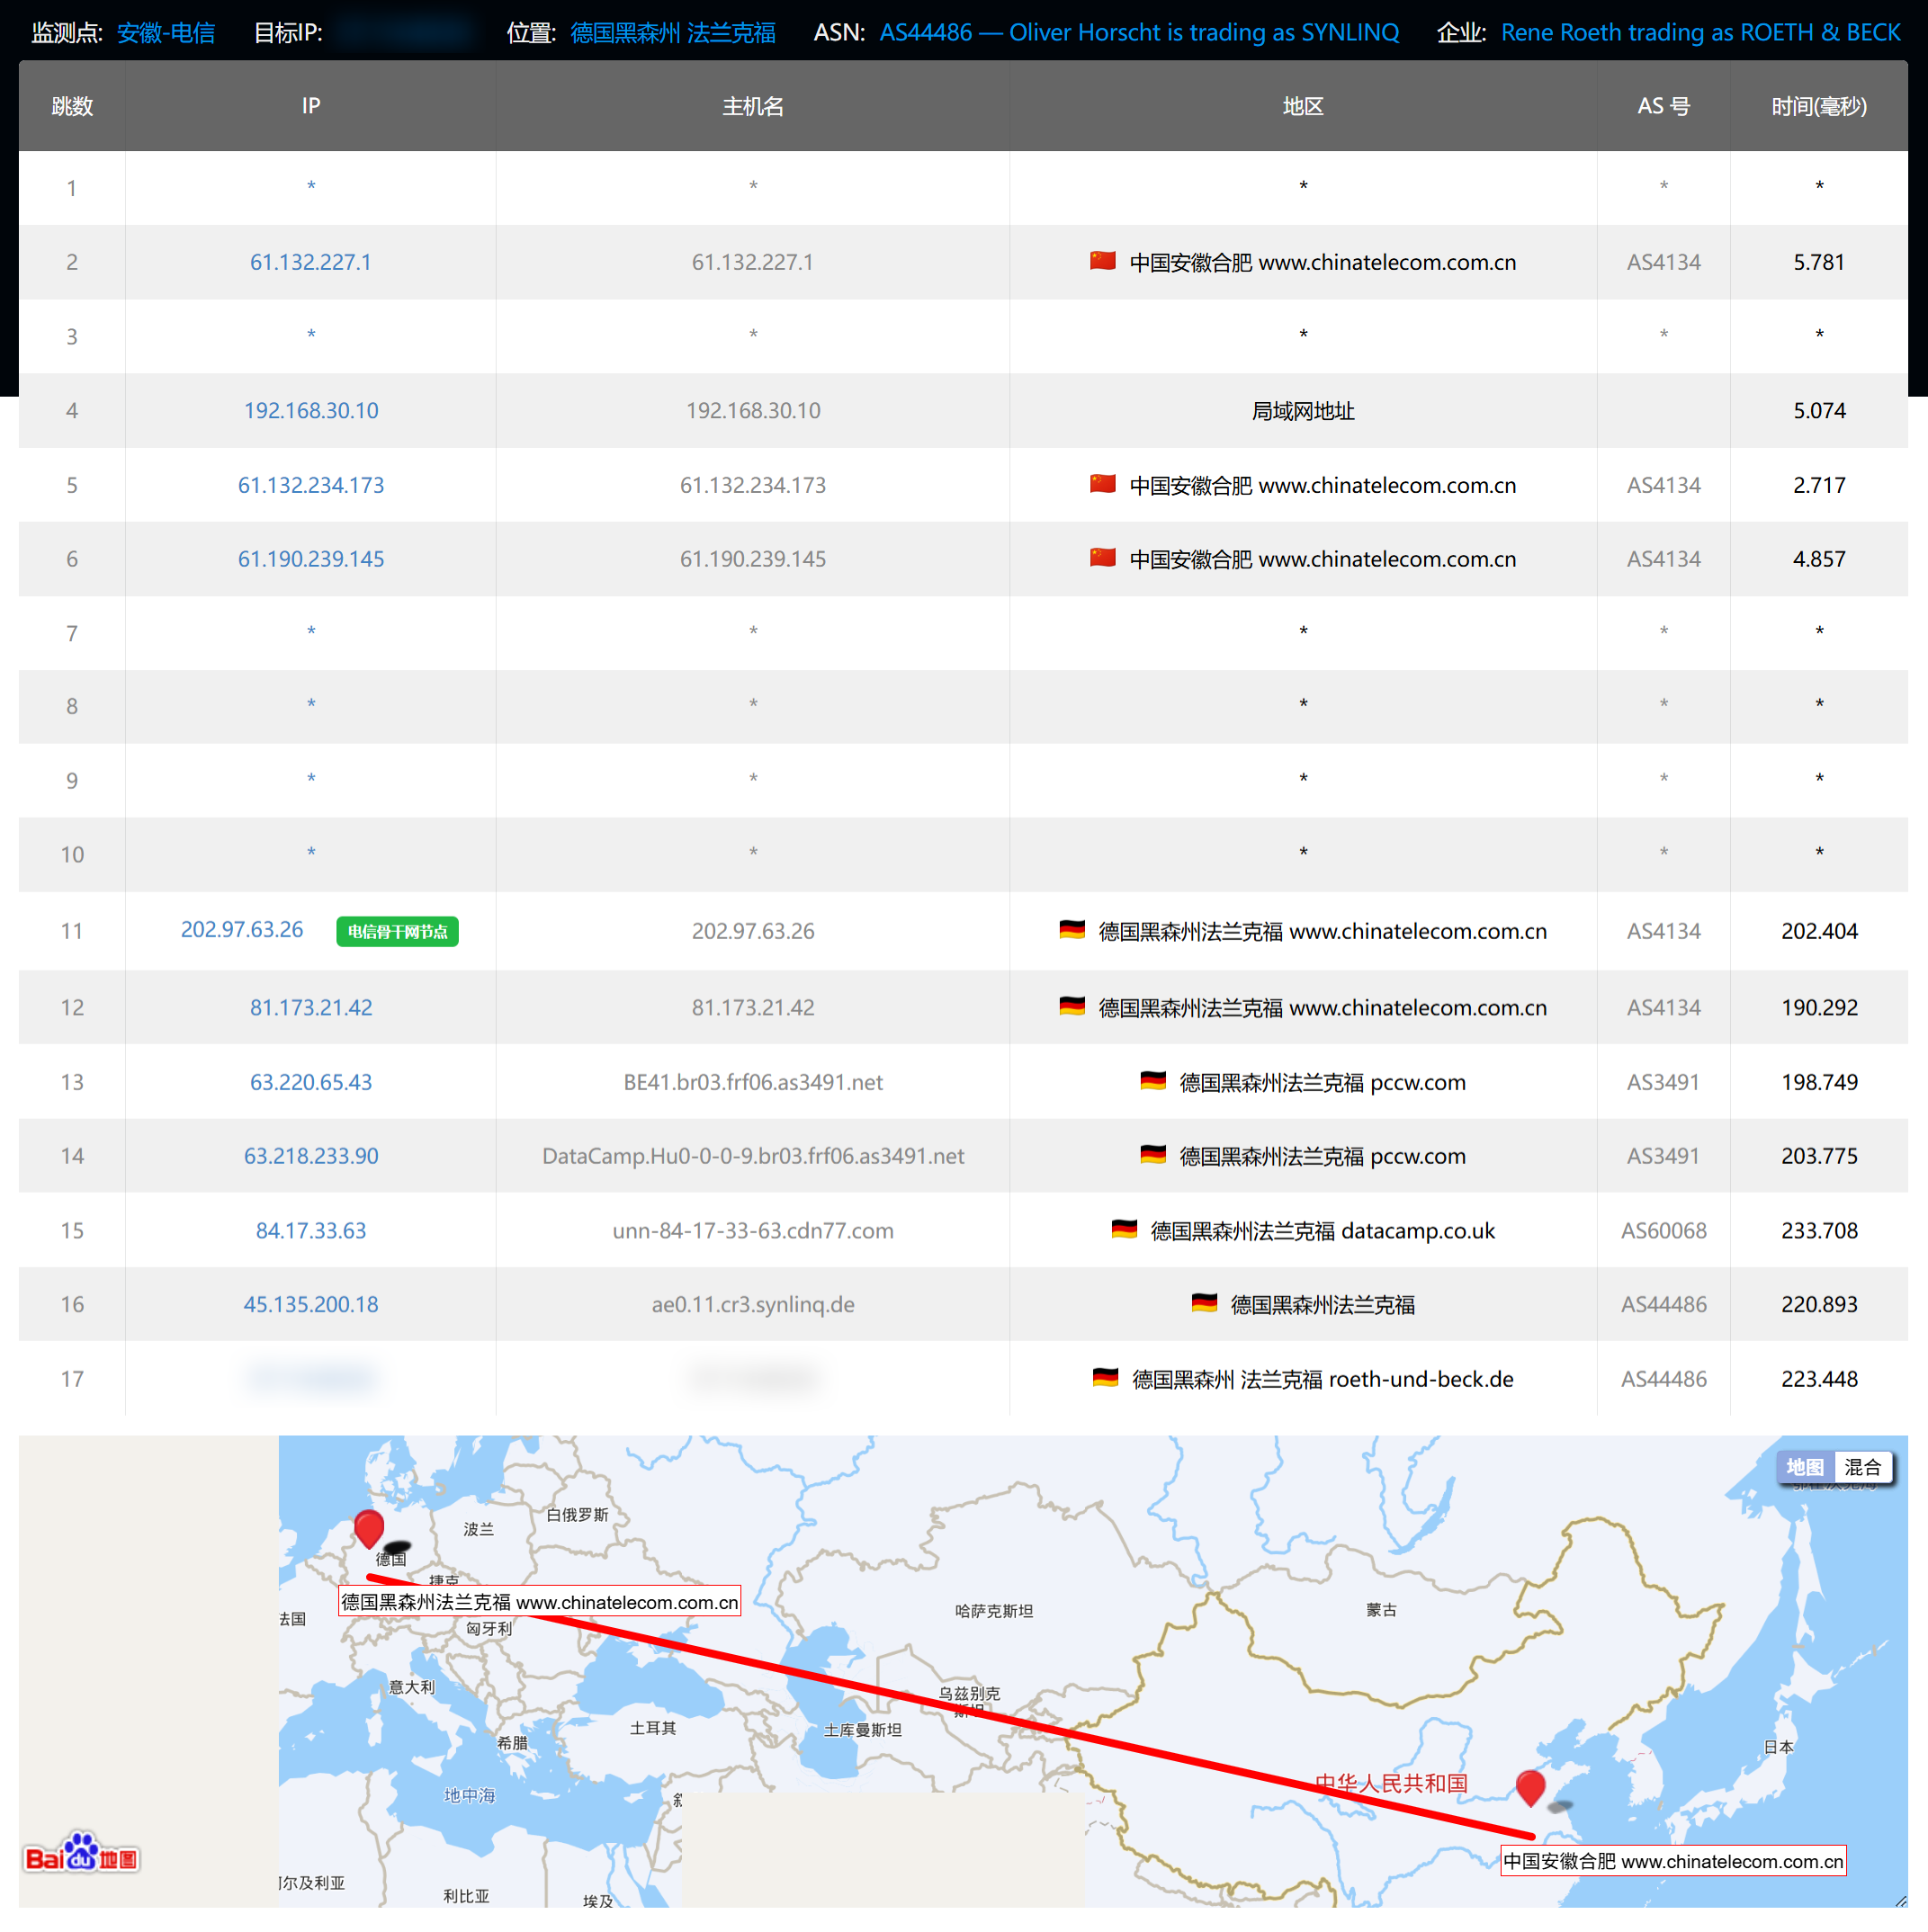 监测点: 安徽-电信 目标IP: 位置: 德国黑森州 法兰克福 ASN: AS44486 — Oliver Horscht is trading as SYNLINQ 企业: Rene Roeth trading as ROETH & BECK
跳数 IP 主机名 地区 AS 号 时间(毫秒)
1 * * * * *
2 61.132.227.1 61.132.227.1 中国安徽合肥 www.chinatelecom.com.cn AS4134 5.781
3 * * * * *
4 192.168.30.10 192.168.30.10 局域网地址 5.074
5 61.132.234.173 61.132.234.173 中国安徽合肥 www.chinatelecom.com.cn AS4134 2.717
6 61.190.239.145 61.190.239.145 中国安徽合肥 www.chinatelecom.com.cn AS4134 4.857
7 * * * * *
8 * * * * *
9 * * * * *
10 * * * * *
11 202.97.63.26 电信骨干网节点 202.97.63.26 德国黑森州法兰克福 www.chinatelecom.com.cn AS4134 202.404
12 81.173.21.42 81.173.21.42 德国黑森州法兰克福 www.chinatelecom.com.cn AS4134 190.292
13 63.220.65.43 BE41.br03.frf06.as3491.net 德国黑森州法兰克福 pccw.com AS3491 198.749
14 63.218.233.90 DataCamp.Hu0-0-0-9.br03.frf06.as3491.net 德国黑森州法兰克福 pccw.com AS3491 203.775
15 84.17.33.63 unn-84-17-33-63.cdn77.com 德国黑森州法兰克福 datacamp.co.uk AS60068 233.708
16 45.135.200.18 ae0.11.cr3.synlinq.de 德国黑森州法兰克福 AS44486 220.893
17 德国黑森州 法兰克福 roeth-und-beck.de AS44486 223.448
地图 混合
白俄罗斯
波兰
德国
捷克
德国黑森州法兰克福 www.chinatelecom.com.cn
哈萨克斯坦
蒙古
法国
匈牙利
意大利
乌兹别克
斯坦
土耳其
土库曼斯坦
希腊
日本
中华人民共和国
地中海
Baidu地图
中国安徽合肥 www.chinatelecom.com.cn
尔及利亚
利比亚
埃及